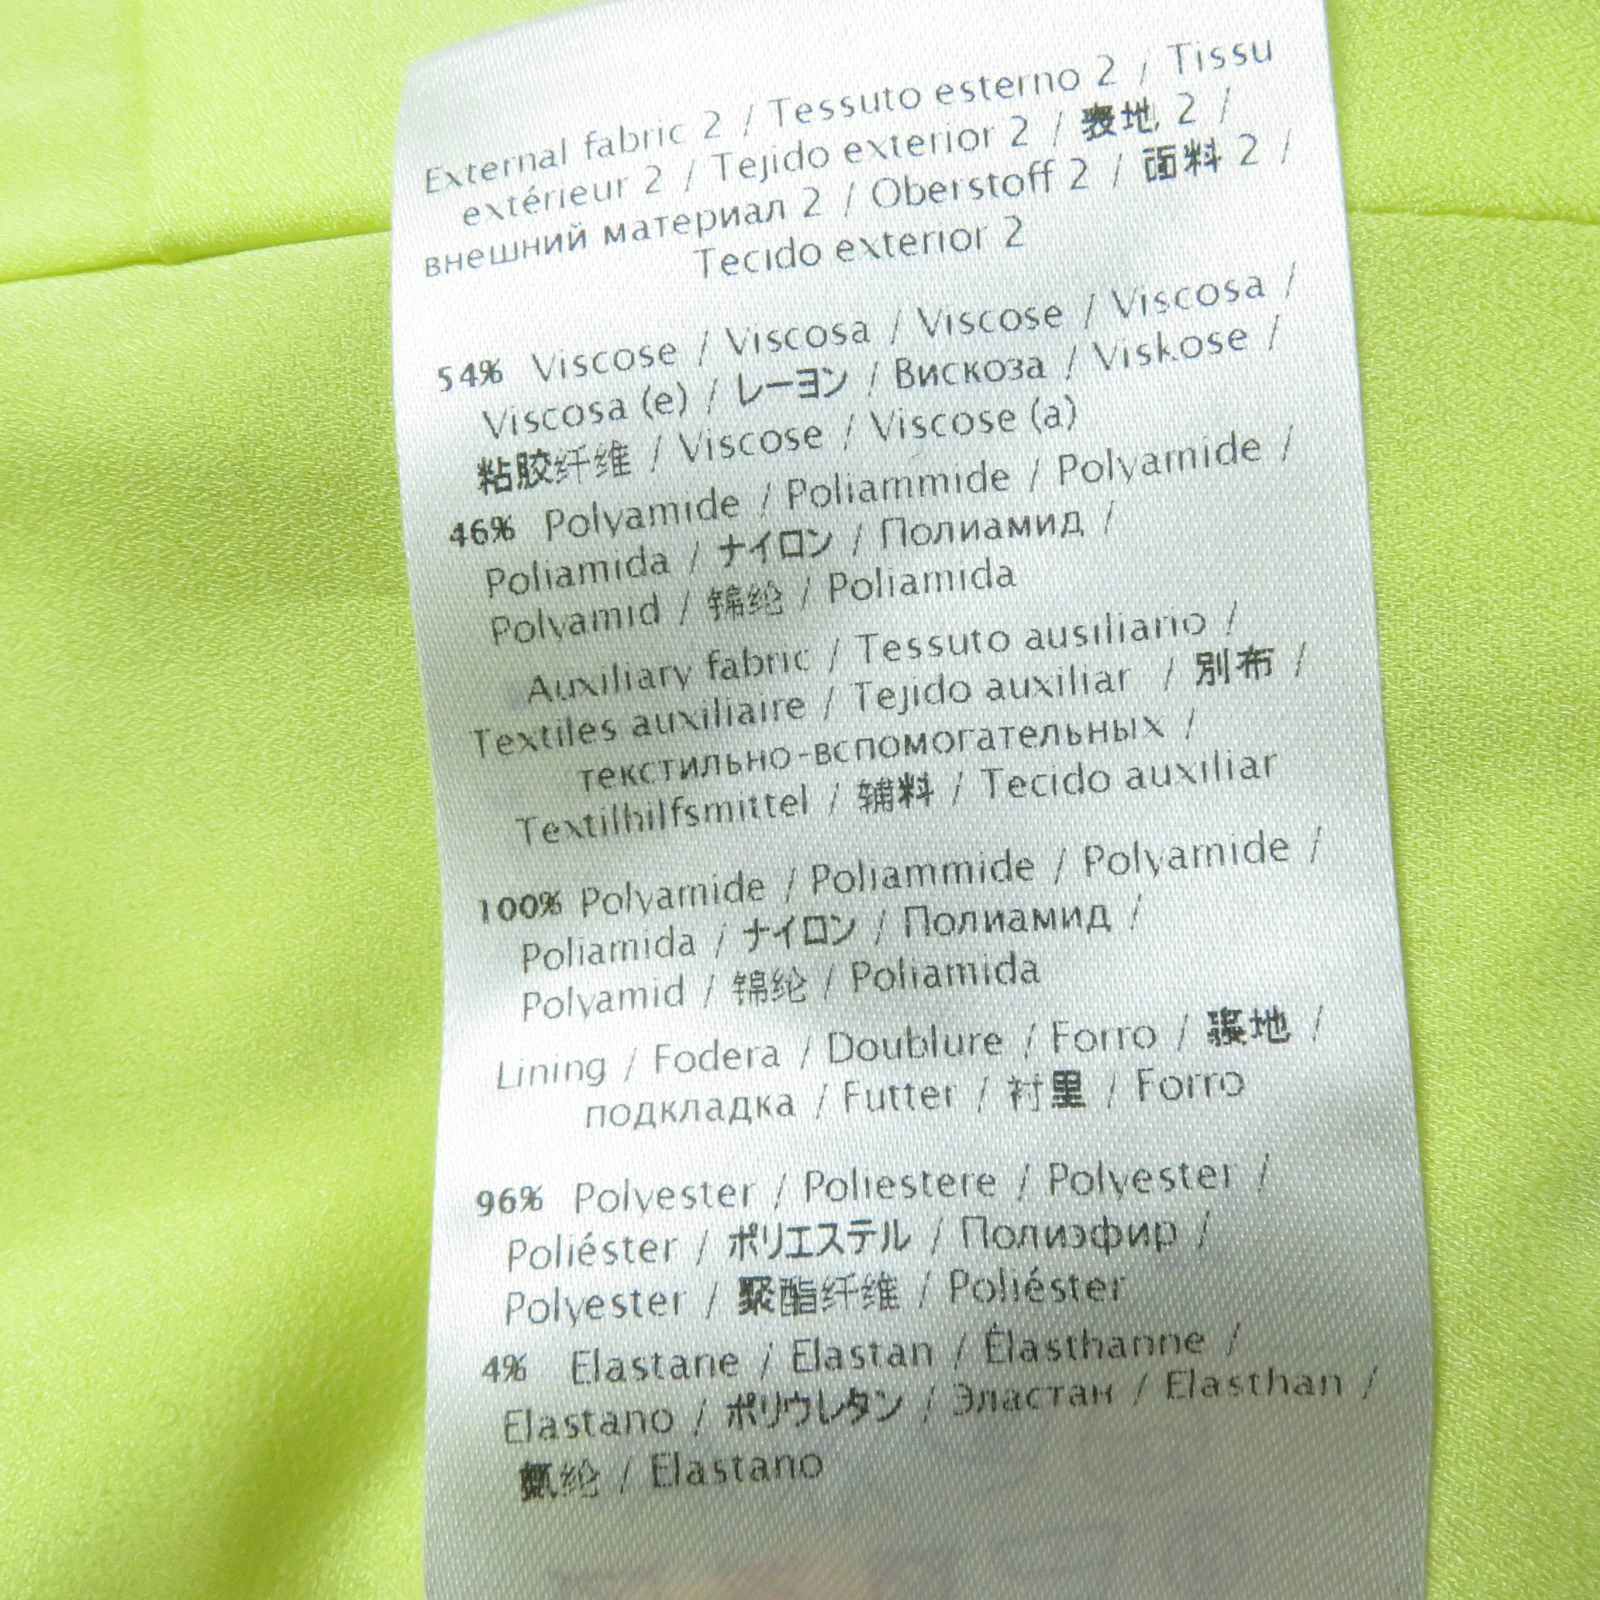 External fabric 2 / Tessuto esterno 2 / Tissu
extérieur 2 / Tejido exterior 2 / 表地 2 /
внешний материал 2 / Oberstoff 2 / 面料 2 /
Tecido exterior 2
54% Viscose / Viscosa / Viscose / Viscosa /
Viscosa (e) / レーヨン / Вискоза / Viskose /
粘胶纤维 / Viscose / Viscose (a)
46% Polyamide / Poliammide / Polyamide /
Poliamida / ナイロン / Полиамид /
Polyamid / 锦纶 / Poliamida
Auxiliary fabric / Tessuto ausiliario /
Textiles auxiliaire / Tejido auxiliar / 別布 /
текстильно-вспомогательных /
Textilhilfsmittel / 辅料 / Tecido auxiliar
100% Polyamide / Poliammide / Polyamide /
Poliamida / ナイロン / Полиамид /
Polyamid / 锦纶 / Poliamida
Lining / Fodera / Doublure / Forro / 裏地 /
подкладка / Futter / 衬里 / Forro
96% Polyester / Poliestere / Polyester /
Poliéster / ポリエステル / Полиэфир /
Polyester / 聚酯纤维 / Poliéster
4% Elastane / Elastan / Élasthanne /
Elastano / ポリウレタン / Эластан / Elasthan /
氨纶 / Elastano